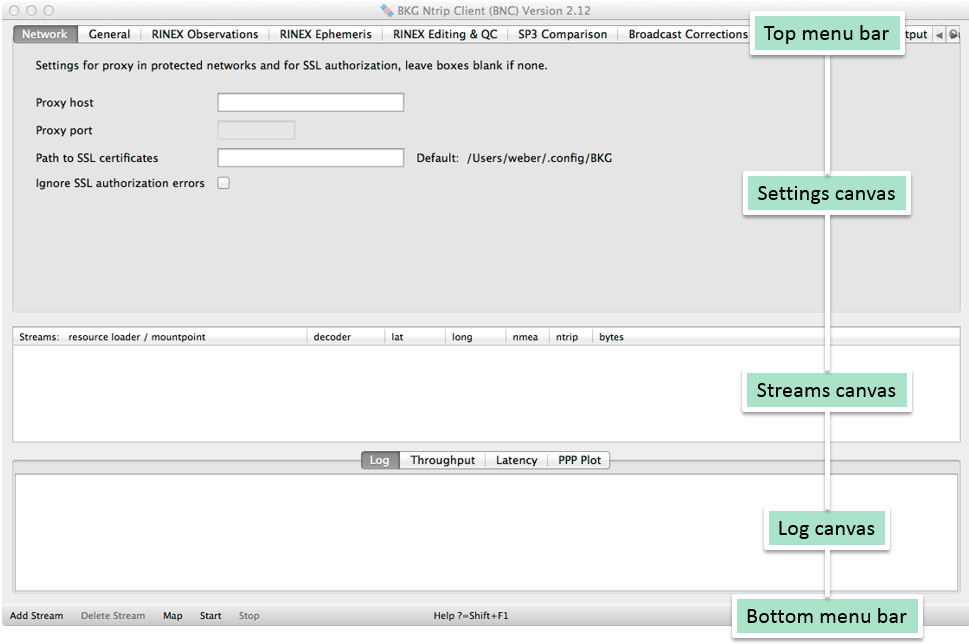 BKG Ntrip Client (BNC) Version 2.12
Network General RINEX Observations RINEX Ephemeris RINEX Editing & QC SP3 Comparison Broadcast Corrections
Top menu bar
Settings for proxy in protected networks and for SSL authorization, leave boxes blank if none.
Proxy host
Proxy port
Path to SSL certificates Default: /Users/weber/.config/BKG
Ignore SSL authorization errors
Settings canvas
Streams: resource loader / mountpoint decoder lat long nmea ntrip bytes
Streams canvas
Log Throughput Latency PPP Plot
Log canvas
Add Stream Delete Stream Map Start Stop Help ?=Shift+F1
Bottom menu bar